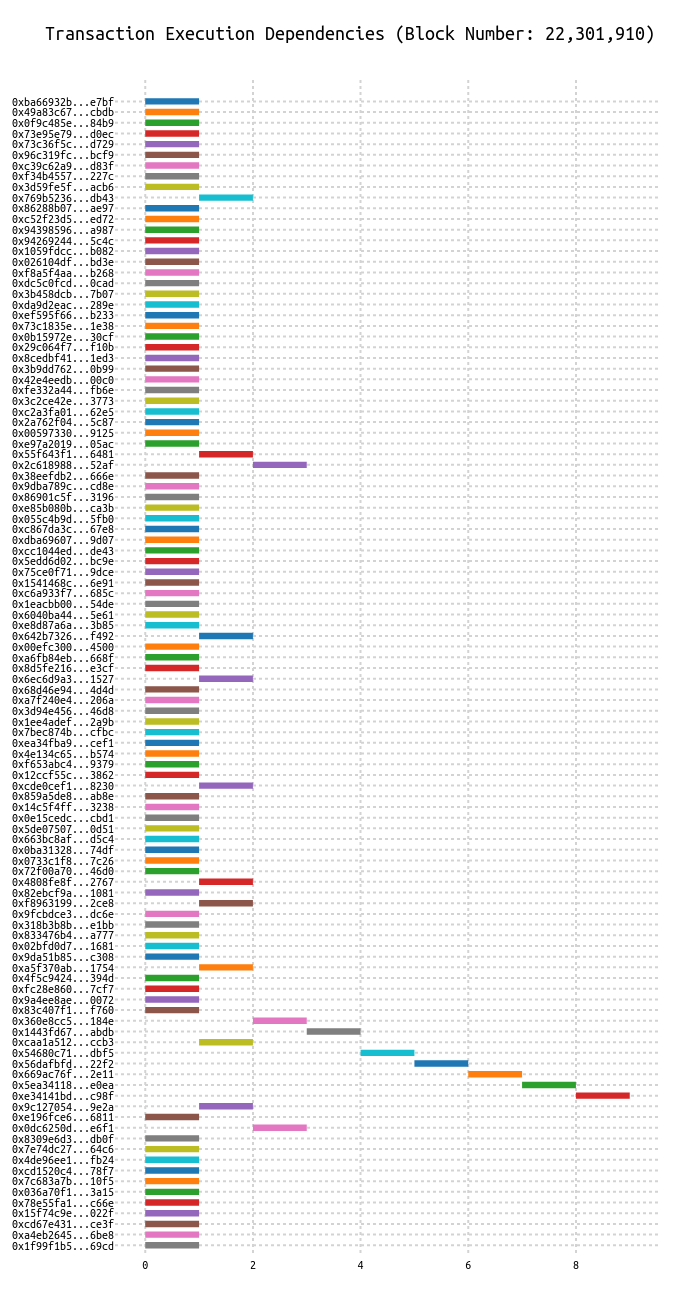 Transaction Execution Dependencies (Block Number: 22,301,910)
0xba66932b...e7bf
0x49a83c67...cbdb
0x0f9c485e...84b9
0x73e95e79...d0ec
0x73c36f5c...d729
0x96c319fc...bcf9
0xc39c62a9...d83f
0xf34b4557...227c
0x3d59fe5f...acb6
0x769b5236...db43
0x86288b07...ae97
0xc52f23d5...ed72
0x94398596...a987
0x94269244...5c4c
0x1059fdcc...b082
0x026104df...bd3e
0xf8a5f4aa...b268
0xdc5c0fcd...0cad
0x3b458dcb...7b07
0xda9d2eac...289e
0xef595f66...b233
0x73c1835e...1e38
0x0b15972e...30cf
0x29c064f7...f10b
0x8cedbf41...1ed3
0x3b9dd762...0b99
0x42e4eedb...00c0
0xfe332a44...fb6e
0x3c2ce42e...3773
0xc2a3fa01...62e5
0x2a762f04...5c87
0x00597330...9125
0xe97a2019...05ac
0x55f643f1...6481
0x2c618988...52af
0x38eefdb2...666e
0x9dba789c...cd8e
0x86901c5f...3196
0xe85b080b...ca3b
0x055c4b9d...5fb0
0xc867da3c...67e8
0xdba69607...9d07
0xcc1044ed...de43
0x5edd6d02...bc9e
0x75ce0f71...9dce
0x1541468c...6e91
0xc6a933f7...685c
0x1eacbb00...54de
0x6040ba44...5e61
0xe8d87a6a...3b85
0x642b7326...f492
0x00efc300...4500
0xa6fb84eb...668f
0x8d5fe216...e3cf
0x6ec6d9a3...1527
0x68d46e94...4d4d
0xa7f240e4...206a
0x3d94e456...46d8
0x1ee4adef...2a9b
0x7bec874b...cfbc
0xea34fba9...cef1
0x4e134c65...b574
0xf653abc4...9379
0x12ccf55c...3862
0xcde0cef1...8230
0x859a5de8...ab8e
0x14c5f4ff...3238
0x0e15cedc...cbd1
0x5de07507...0d51
0x663bc8af...d5c4
0x0ba31328...74df
0x0733c1f8...7c26
0x72f00a70...46d0
0x4808fe8f...2767
0x82ebcf9a...1081
0xf8963199...2ce8
0x9fcbdce3...dc6e
0x318b3b8b...e1bb
0x833476b4...a777
0x02bfd0d7...1681
0x9da51b85...c308
0xa5f370ab...1754
0x4f5c9424...394d
0xfc28e860...7cf7
0x9a4ee8ae...0072
0x83c407f1...f760
0x360e8cc5...184e
0x1443fd67...abdb
0xcaa1a512...ccb3
0x54680c71...dbf5
0x56dafbfd...22f2
0x669ac76f...2e11
0x5ea34118...e0ea
0xe34141bd...c98f
0x9c127054...9e2a
0xe196fce6...6811
0x0dc6250d...e6f1
0x8309e6d3...db0f
0x7e74dc27...64c6
0x4de96ee1...fb24
0xcd1520c4...78f7
0x7c683a7b...10f5
0x036a70f1...3a15
0x78e55fa1...c66e
0x15f74c9e...022f
0xcd67e431...ce3f
0xa4eb2645...6be8
0x1f99f1b5...69cd
0 2 4 6 8